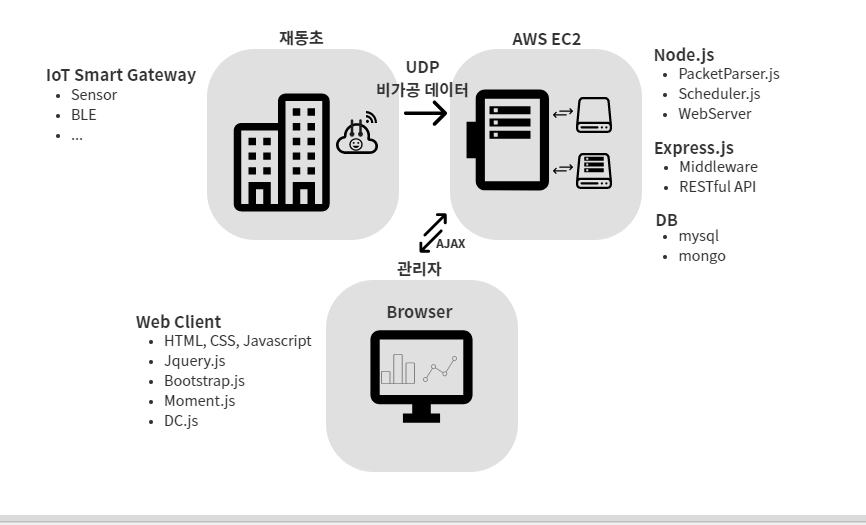 재동초
IoT Smart Gateway
• Sensor
• BLE
• ...
UDP
비가공 데이터
AWS EC2
Node.js
• PacketParser.js
• Scheduler.js
• WebServer
Express.js
• Middleware
• RESTful API
DB
• mysql
• mongo
AJAX
관리자
Browser
Web Client
• HTML, CSS, Javascript
• Jquery.js
• Bootstrap.js
• Moment.js
• DC.js